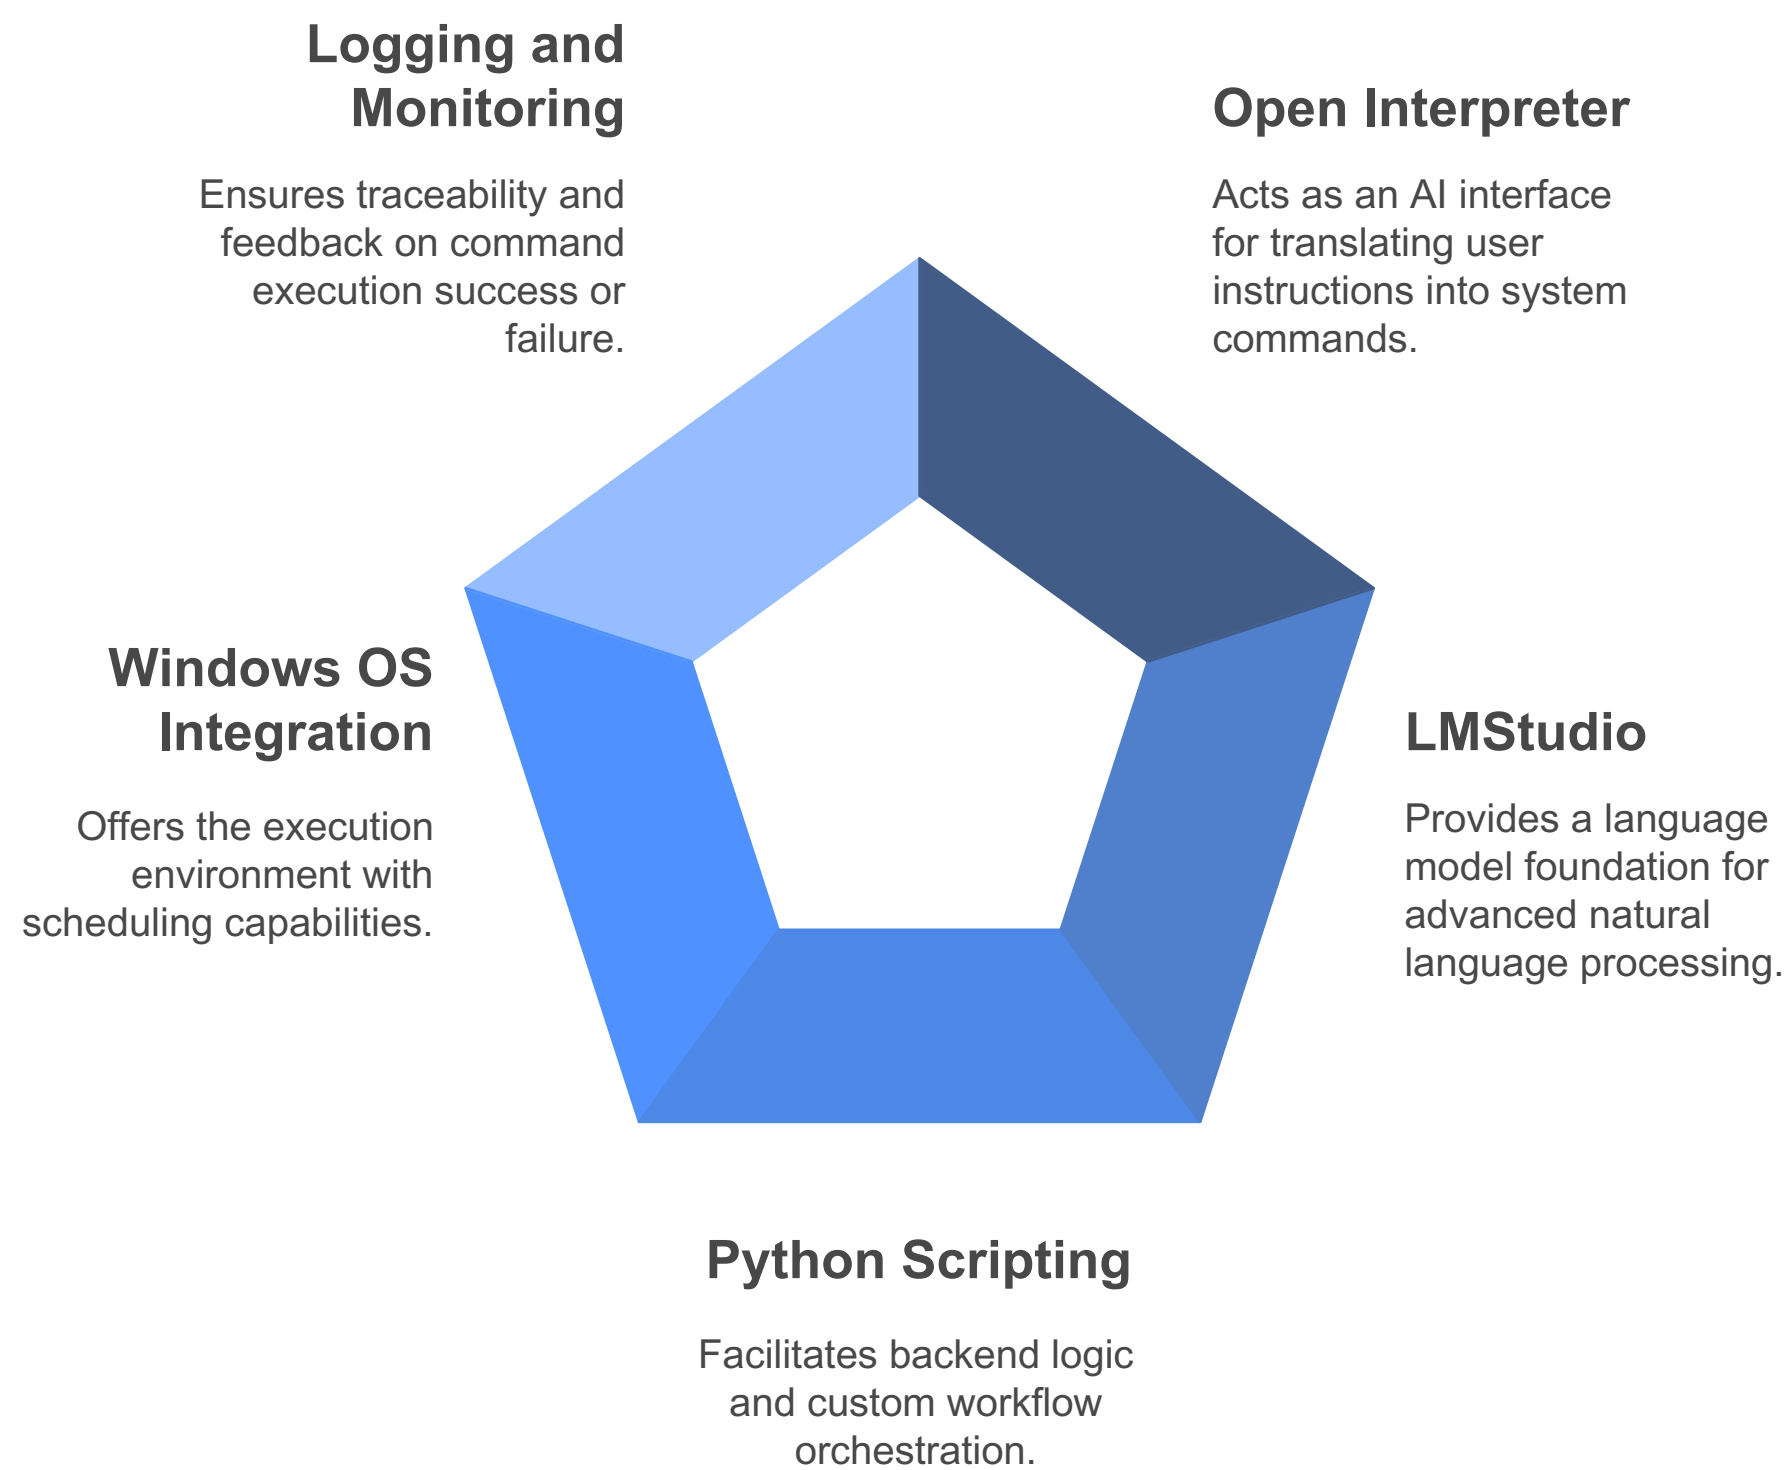 Logging and
Monitoring
Ensures traceability and
feedback on command
execution success or
failure.
Open Interpreter
Acts as an AI interface
for translating user
instructions into system
commands.
Windows OS
Integration
Offers the execution
environment with
scheduling capabilities.
LMStudio
Provides a language
model foundation for
advanced natural
language processing.
Python Scripting
Facilitates backend logic
and custom workflow
orchestration.